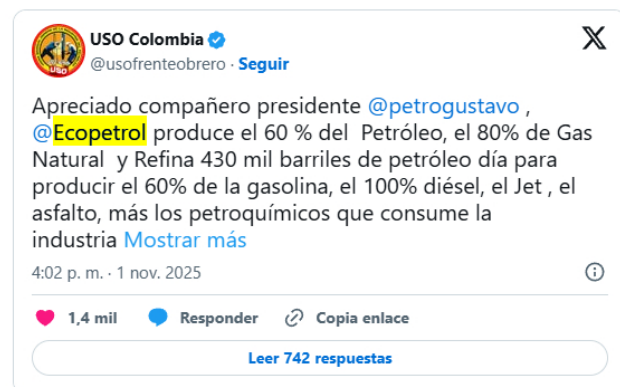 USO Colombia
@usofrenteobrero · Seguir
Apreciado compañero presidente @petrogustavo ,
@Ecopetrol produce el 60 % del Petróleo, el 80% de Gas
Natural y Refina 430 mil barriles de petróleo día para
producir el 60% de la gasolina, el 100% diésel, el Jet , el
asfalto, más los petroquímicos que consume la
industria Mostrar más
4:02 p. m. · 1 nov. 2025
1,4 mil Responder Copia enlace
Leer 742 respuestas